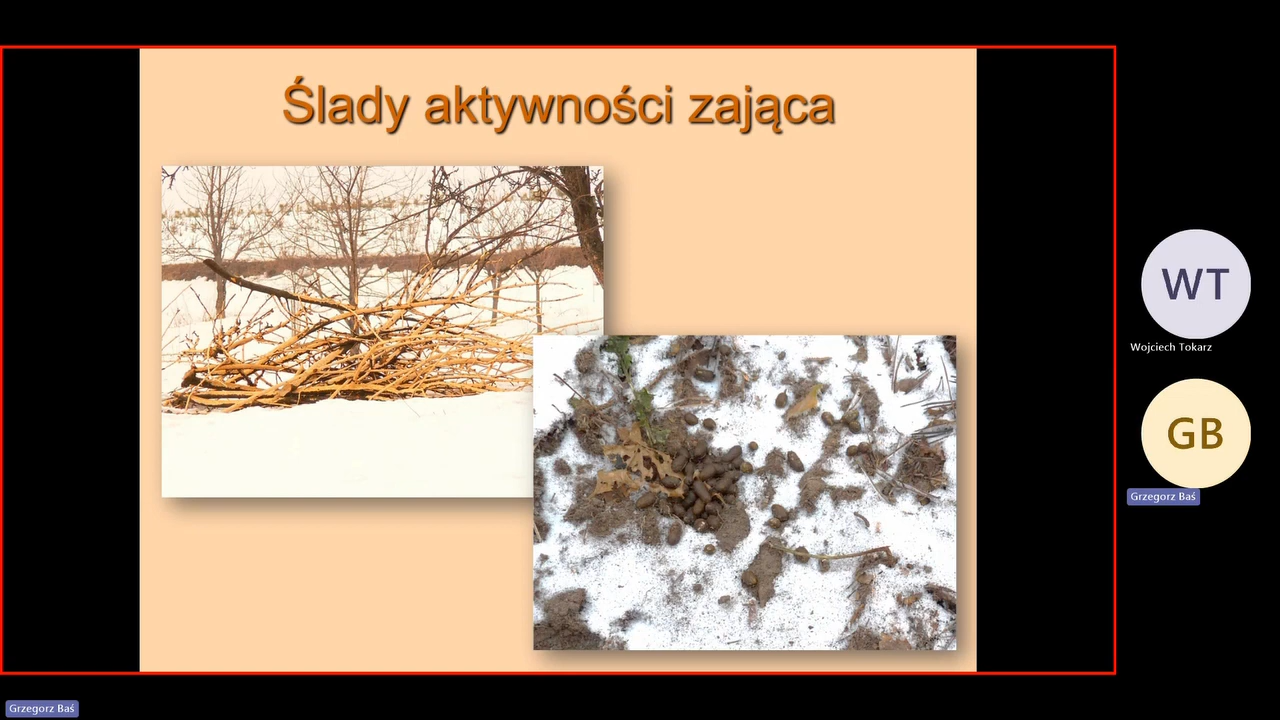 Ślady aktywności zająca
WT
Wojciech Tokarz
GB
Grzegorz Baś
Grzegorz Baś